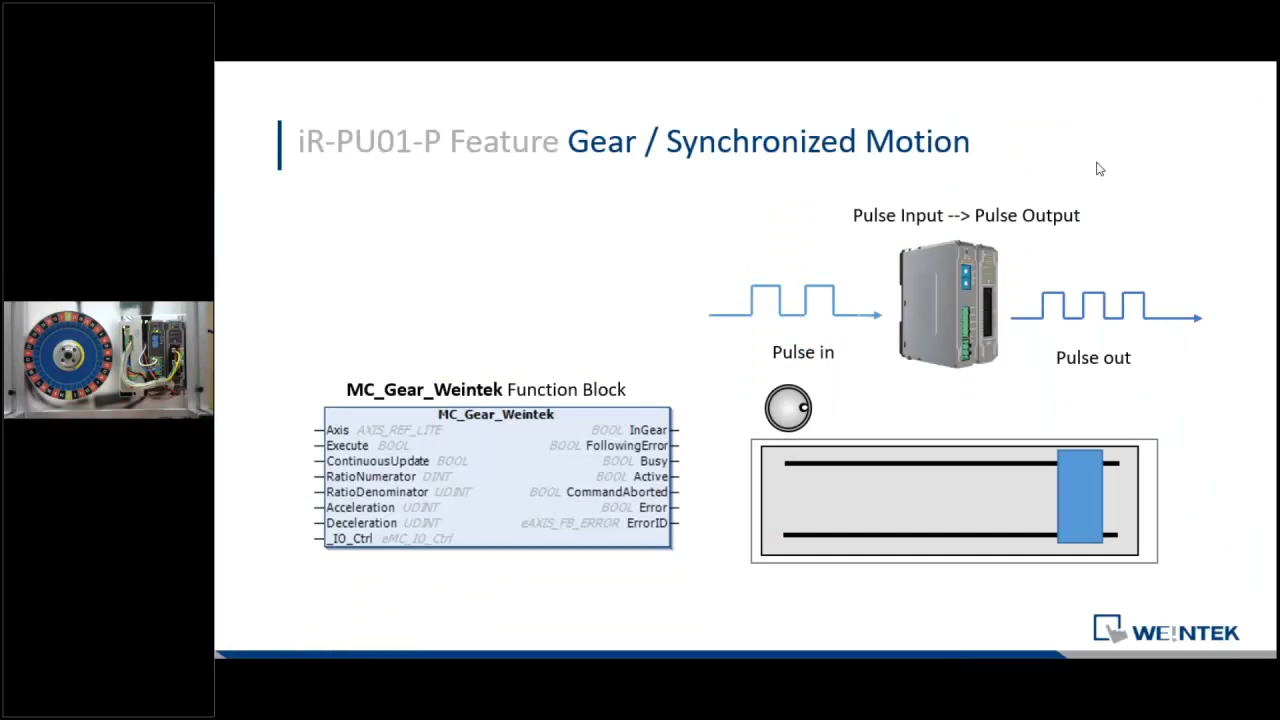 iR-PU01-P Feature Gear / Synchronized Motion
Pulse Input --> Pulse Output
Pulse in
Pulse out
MC_Gear_Weintek Function Block
MC_Gear_Weintek
Axis AXIS_REF_LITE BOOL InGear
Execute BOOL BOOL FollowingError
ContinuousUpdate BOOL BOOL Busy
RatioNumerator DINT BOOL Active
RatioDenominator UDINT BOOL CommandAborted
Acceleration UDINT BOOL Error
Deceleration UDINT eAXIS_FB_ERROR ErrorID
_IO_Ctrl eMC_IO_Ctrl
WE!NTEK